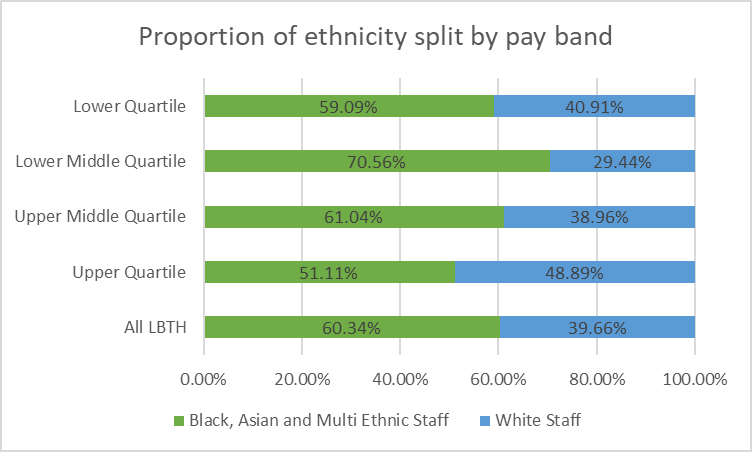 Proportion of ethnicity split by pay band
Lower Quartile 59.09% 40.91%
Lower Middle Quartile 70.56% 29.44%
Upper Middle Quartile 61.04% 38.96%
Upper Quartile 51.11% 48.89%
All LBTH 60.34% 39.66%
0.00% 20.00% 40.00% 60.00% 80.00% 100.00%
Black, Asian and Multi Ethnic Staff White Staff